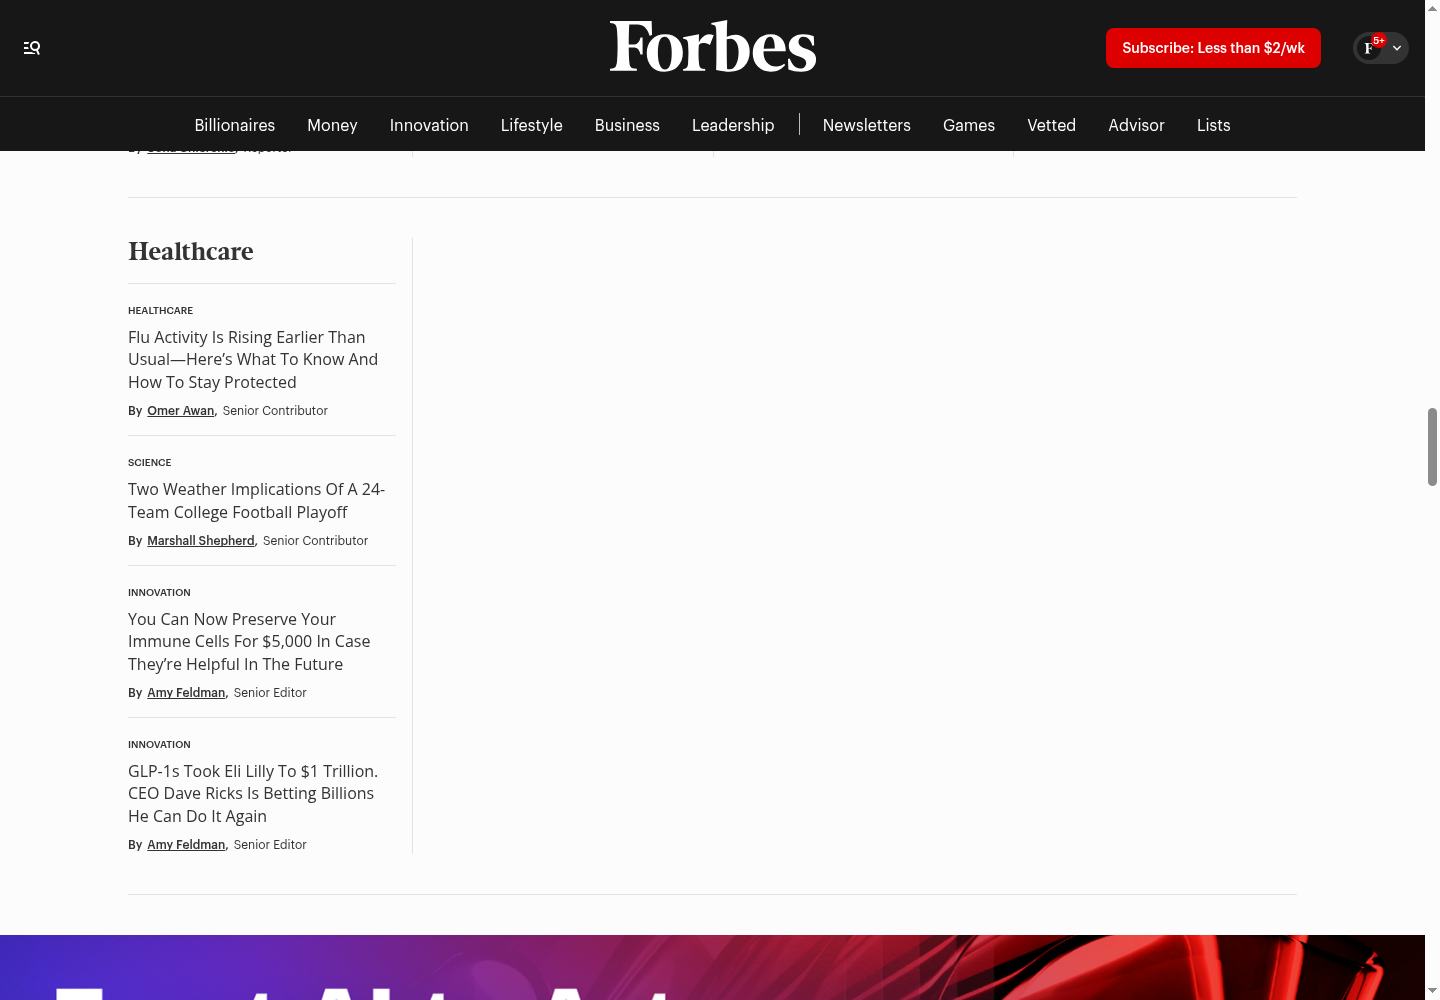 Forbes
Subscribe: Less than $2/wk
F
5+
Billionaires
Money
Innovation
Lifestyle
Business
Leadership
Newsletters
Games
Vetted
Advisor
Lists
Healthcare
HEALTHCARE
Flu Activity Is Rising Earlier Than
Usual—Here’s What To Know And
How To Stay Protected
By Omer Awan, Senior Contributor
SCIENCE
Two Weather Implications Of A 24-
Team College Football Playoff
By Marshall Shepherd, Senior Contributor
INNOVATION
You Can Now Preserve Your
Immune Cells For $5,000 In Case
They’re Helpful In The Future
By Amy Feldman, Senior Editor
INNOVATION
GLP-1s Took Eli Lilly To $1 Trillion.
CEO Dave Ricks Is Betting Billions
He Can Do It Again
By Amy Feldman, Senior Editor